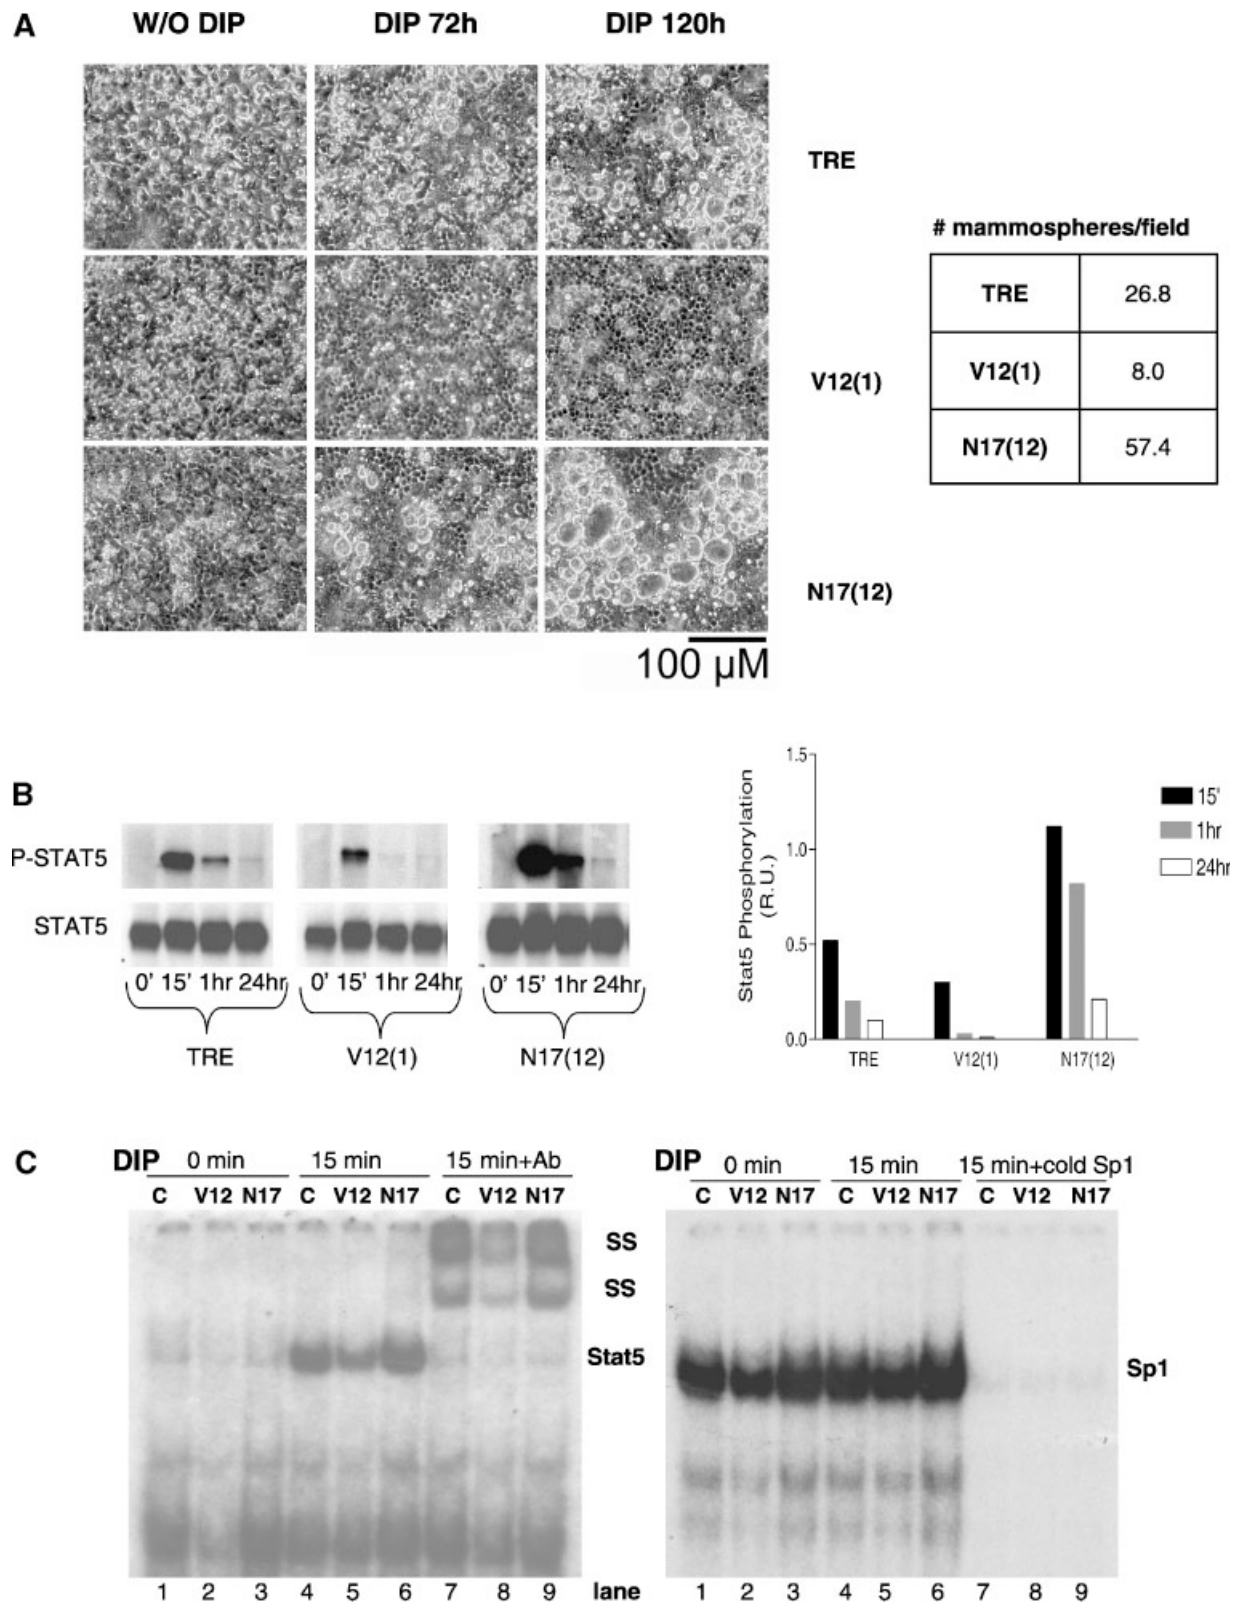 A
W/O DIP DIP 72h DIP 120h
TRE
V12(1)
N17(12)
100 µM
# mammospheres/field
TRE 26.8
V12(1) 8.0
N17(12) 57.4
B
P-STAT5
STAT5
0’ 15’ 1hr 24hr 0’ 15’ 1hr 24hr 0’ 15’ 1hr 24hr
TRE V12(1) N17(12)
Stat5 Phosphorylation
(R.U.)
1.5
1.0
0.5
0.0
TRE V12(1) N17(12)
15'
1hr
24hr
C
DIP 0 min 15 min 15 min+Ab
C V12 N17 C V12 N17 C V12 N17
SS
SS
Stat5
1 2 3 4 5 6 7 8 9 lane
DIP 0 min 15 min 15 min+cold Sp1
C V12 N17 C V12 N17 C V12 N17
Sp1
1 2 3 4 5 6 7 8 9